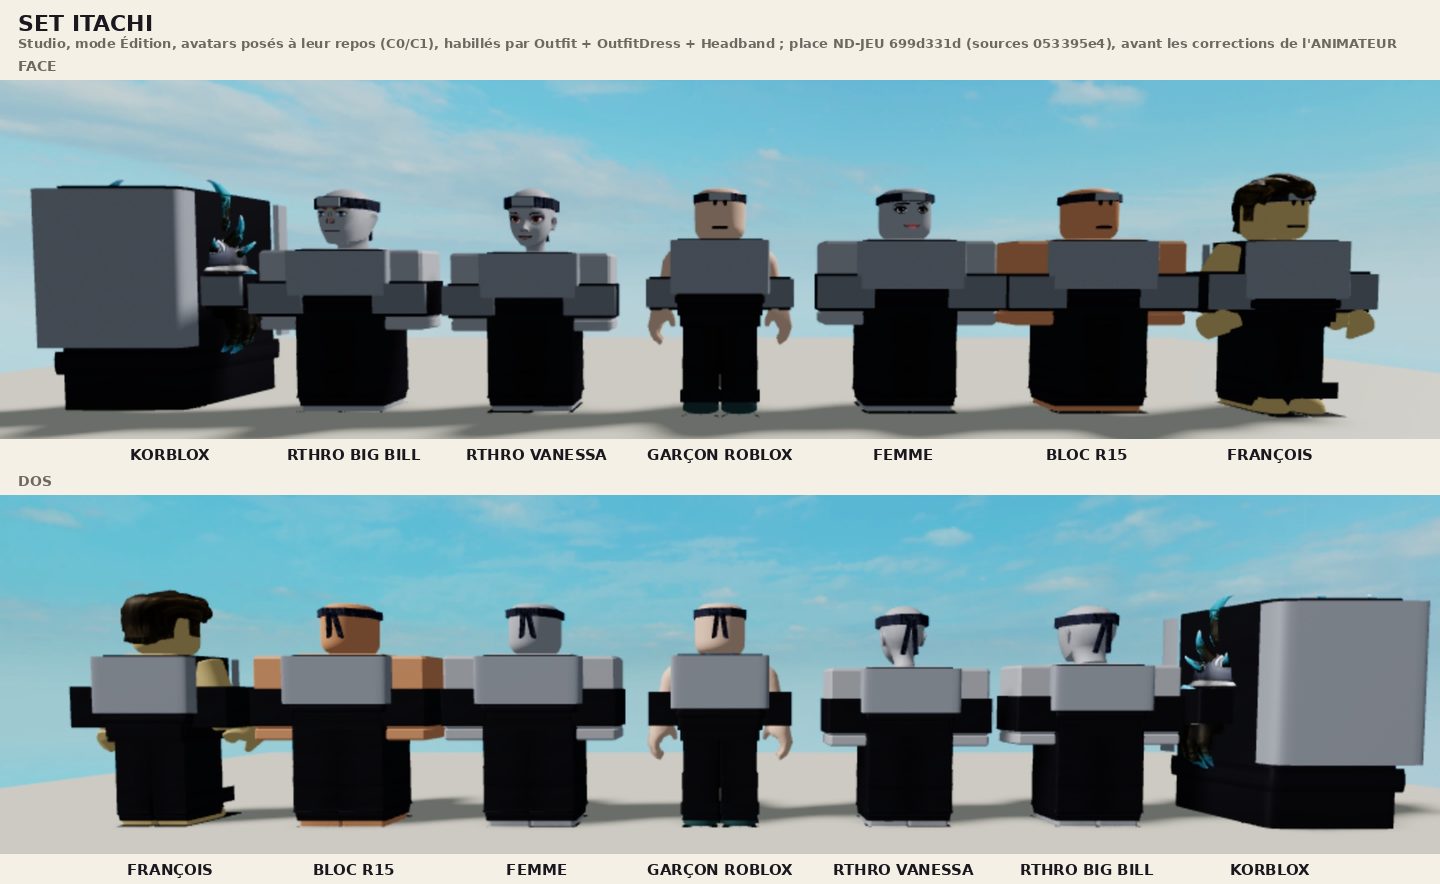 SET ITACHI
Studio, mode Édition, avatars posés à leur repos (C0/C1), habillés par Outfit + OutfitDress + Headband ; place ND-JEU 699d331d (sources 053395e4), avant les corrections de l'ANIMATEUR
FACE
KORBLOX RTHRO BIG BILL RTHRO VANESSA GARÇON ROBLOX FEMME BLOC R15 FRANÇOIS
DOS
FRANÇOIS BLOC R15 FEMME GARÇON ROBLOX RTHRO VANESSA RTHRO BIG BILL KORBLOX